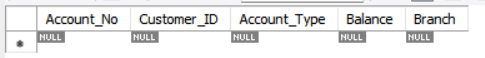 Account_No Customer_ID Account_Type Balance Branch
NULL NULL NULL NULL NULL